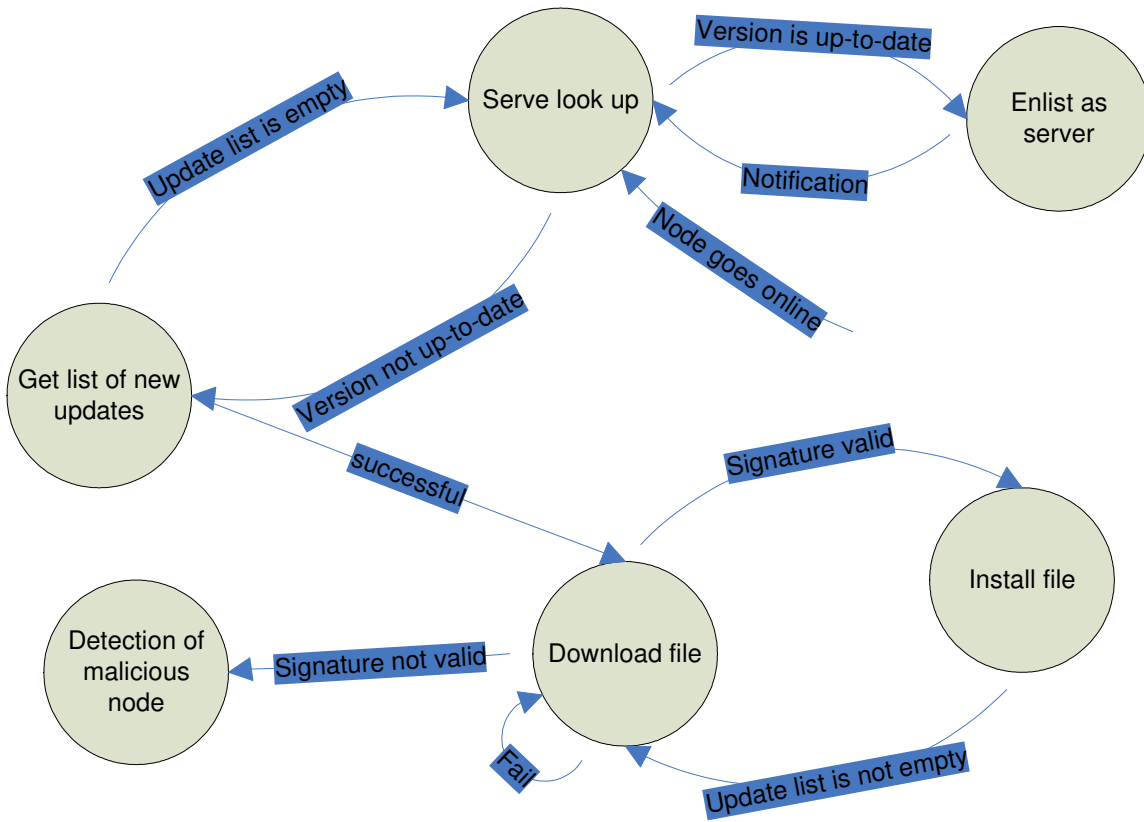 Version is up-to-date
Serve look up
Enlist as
server
Update list is empty
Notification
Node goes online
Version not up-to-date
Get list of new
updates
successful
Signature valid
Install file
Detection of
malicious
node
Signature not valid
Download file
Fail
Update list is not empty